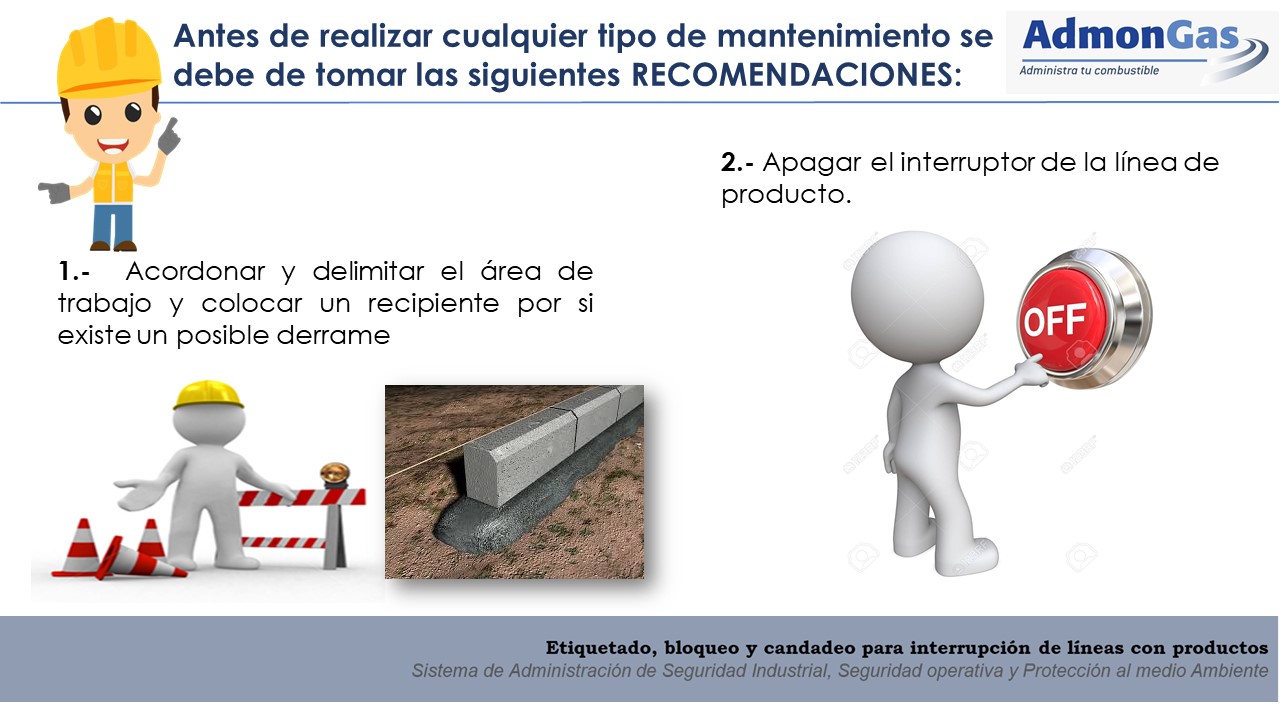 Antes de realizar cualquier tipo de mantenimiento se
debe de tomar las siguientes RECOMENDACIONES:
AdmonGas
Administra tu combustible
1.- Acordonar y delimitar el área de
trabajo y colocar un recipiente por si
existe un posible derrame
2.- Apagar el interruptor de la línea de
producto.
OFF
Etiquetado, bloqueo y candadeo para interrupción de líneas con productos
Sistema de Administración de Seguridad Industrial, Seguridad operativa y Protección al medio Ambiente